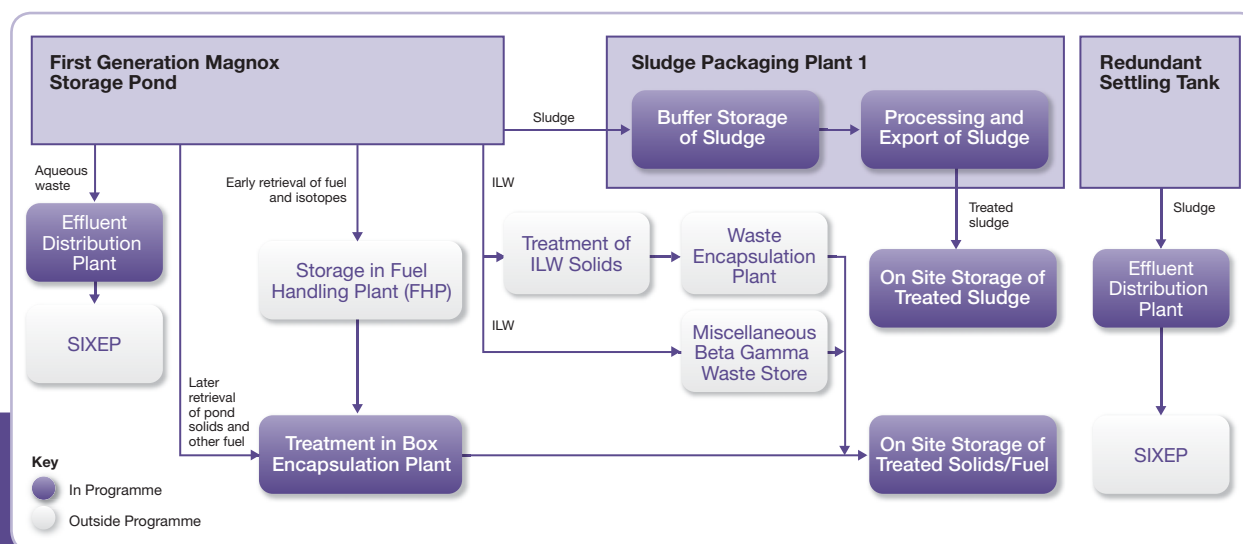 First Generation Magnox
Storage Pond
Sludge Packaging Plant 1
Redundant
Settling Tank
Sludge
Buffer Storage
of Sludge
Processing and
Export of Sludge
Aqueous
waste
Early retrieval of fuel
and isotopes
ILW
Treated
sludge
Sludge
Effluent
Distribution
Plant
Storage in Fuel
Handling Plant (FHP)
Treatment of
ILW Solids
Waste
Encapsulation
Plant
On Site Storage of
Treated Sludge
Effluent
Distribution
Plant
SIXEP
ILW
Miscellaneous
Beta Gamma
Waste Store
Later
retrieval
of pond
solids and
other fuel
Treatment in Box
Encapsulation Plant
On Site Storage of
Treated Solids/Fuel
SIXEP
Key
In Programme
Outside Programme